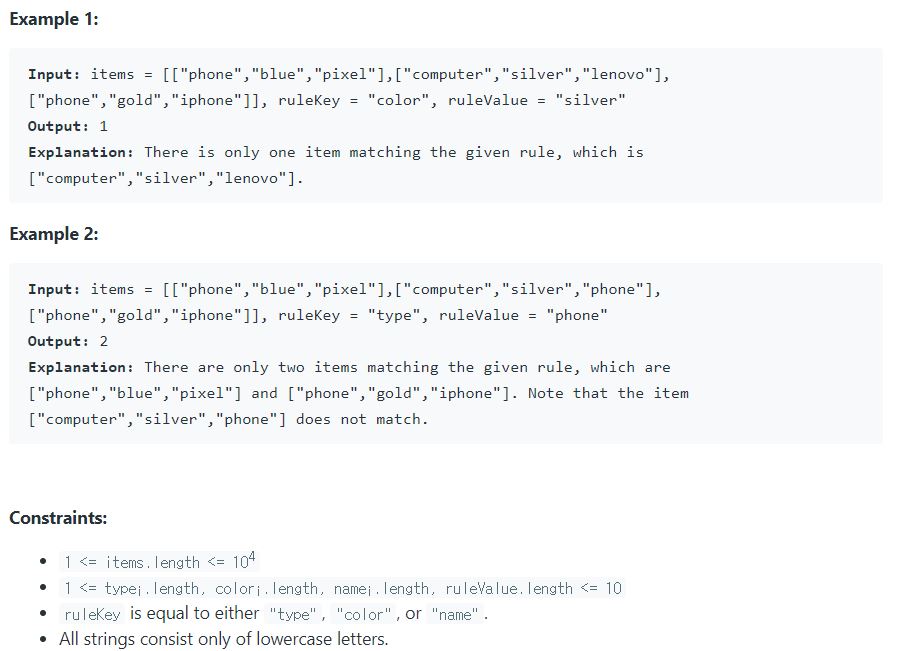 Example 1:
Input: items = [["phone","blue","pixel"],["computer","silver","lenovo"],
["phone","gold","iphone"]], ruleKey = "color", ruleValue = "silver"
Output: 1
Explanation: There is only one item matching the given rule, which is
["computer","silver","lenovo"].
Example 2:
Input: items = [["phone","blue","pixel"],["computer","silver","phone"],
["phone","gold","iphone"]], ruleKey = "type", ruleValue = "phone"
Output: 2
Explanation: There are only two items matching the given rule, which are
["phone","blue","pixel"] and ["phone","gold","iphone"]. Note that the item
["computer","silver","phone"] does not match.
Constraints:
• 1 <= items.length <= 10⁴
• 1 <= typeᵢ.length, colorᵢ.length, nameᵢ.length, ruleValue.length <= 10
• ruleKey is equal to either "type", "color", or "name".
• All strings consist only of lowercase letters.